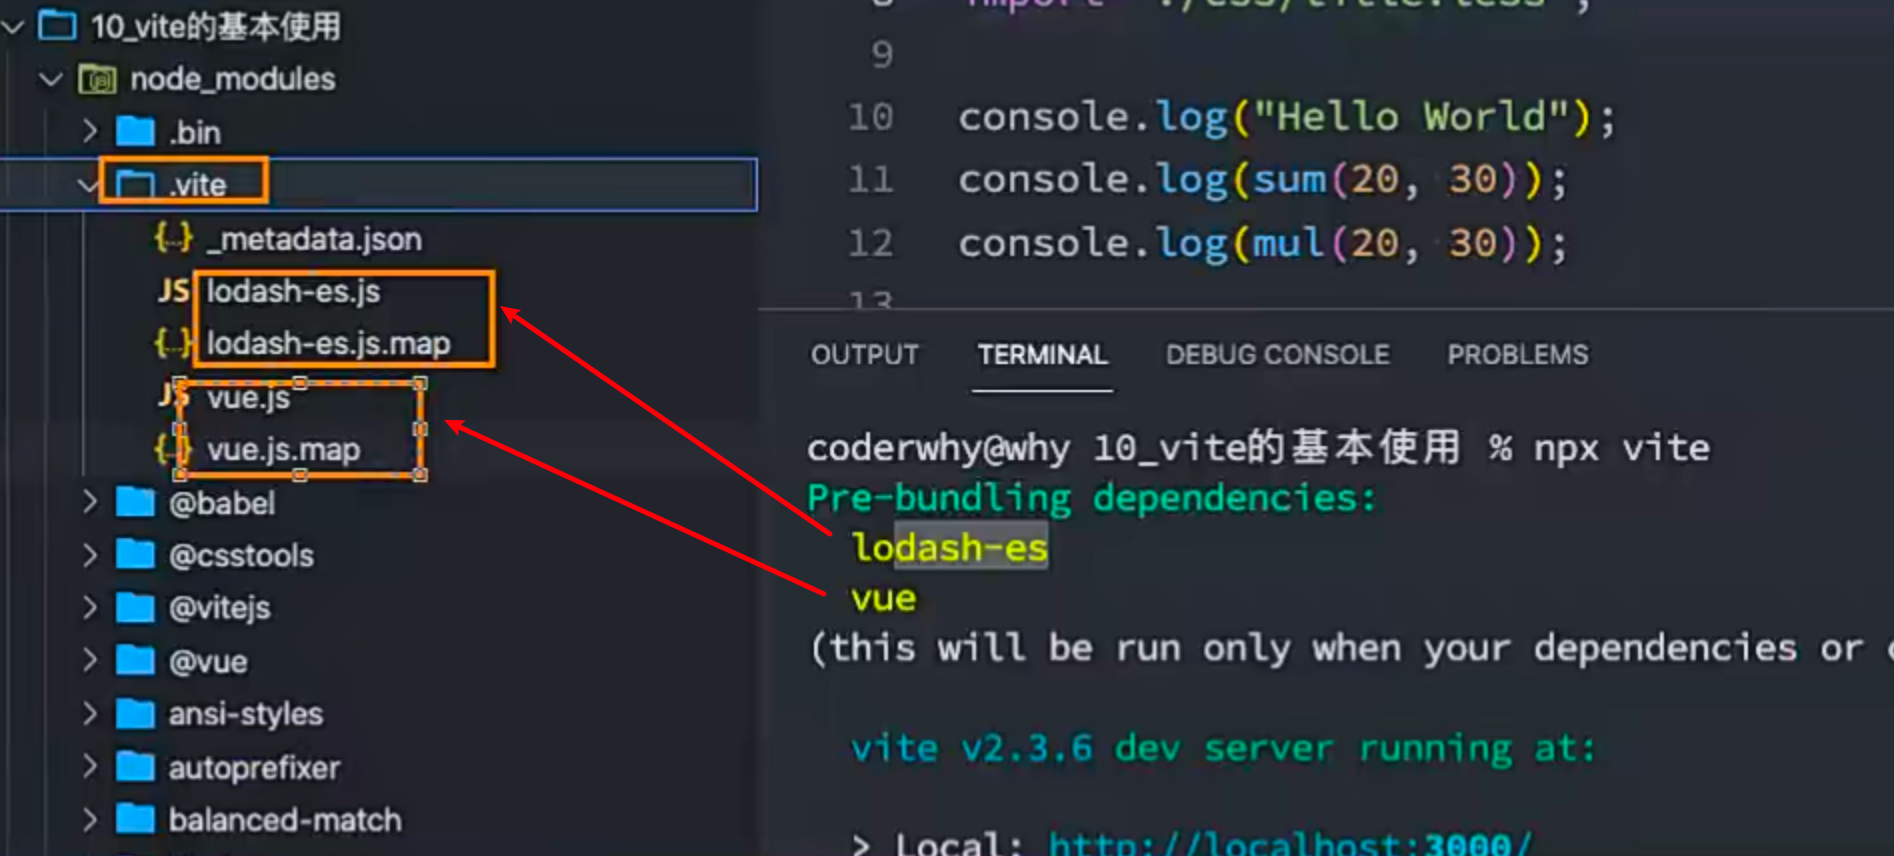 10_vite的基本使用
node_modules
.bin
.vite
{..} _metadata.json
JS lodash-es.js
{..} lodash-es.js.map
JS vue.js
{..} vue.js.map
@babel
@csstools
@vitejs
@vue
ansi-styles
autoprefixer
balanced-match
8 import "./css/title.less";
9
10 console.log("Hello World");
11 console.log(sum(20, 30));
12 console.log(mul(20, 30));
13
OUTPUT TERMINAL DEBUG CONSOLE PROBLEMS
coderwhy@why 10_vite的基本使用 % npx vite
Pre-bundling dependencies:
lodash-es
vue
(this will be run only when your dependencies or
vite v2.3.6 dev server running at:
> Local: http://localhost:3000/